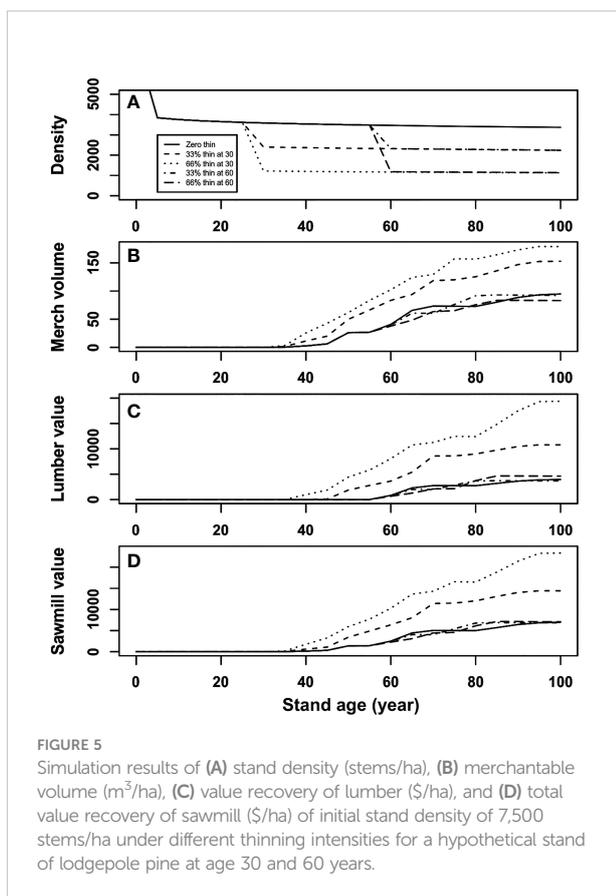 A
Density
5000
2000
0
Zero thin
33% thin at 30
66% thin at 30
33% thin at 60
66% thin at 60
0 20 40 60 80 100
B
Merch volume
150
50
0
0 20 40 60 80 100
C
Lumber value
10000
0
0 20 40 60 80 100
D
Sawmill value
10000
0
0 20 40 60 80 100
Stand age (year)
FIGURE 5
Simulation results of (A) stand density (stems/ha), (B) merchantable
volume (m³/ha), (C) value recovery of lumber ($/ha), and (D) total
value recovery of sawmill ($/ha) of initial stand density of 7,500
stems/ha under different thinning intensities for a hypothetical stand
of lodgepole pine at age 30 and 60 years.